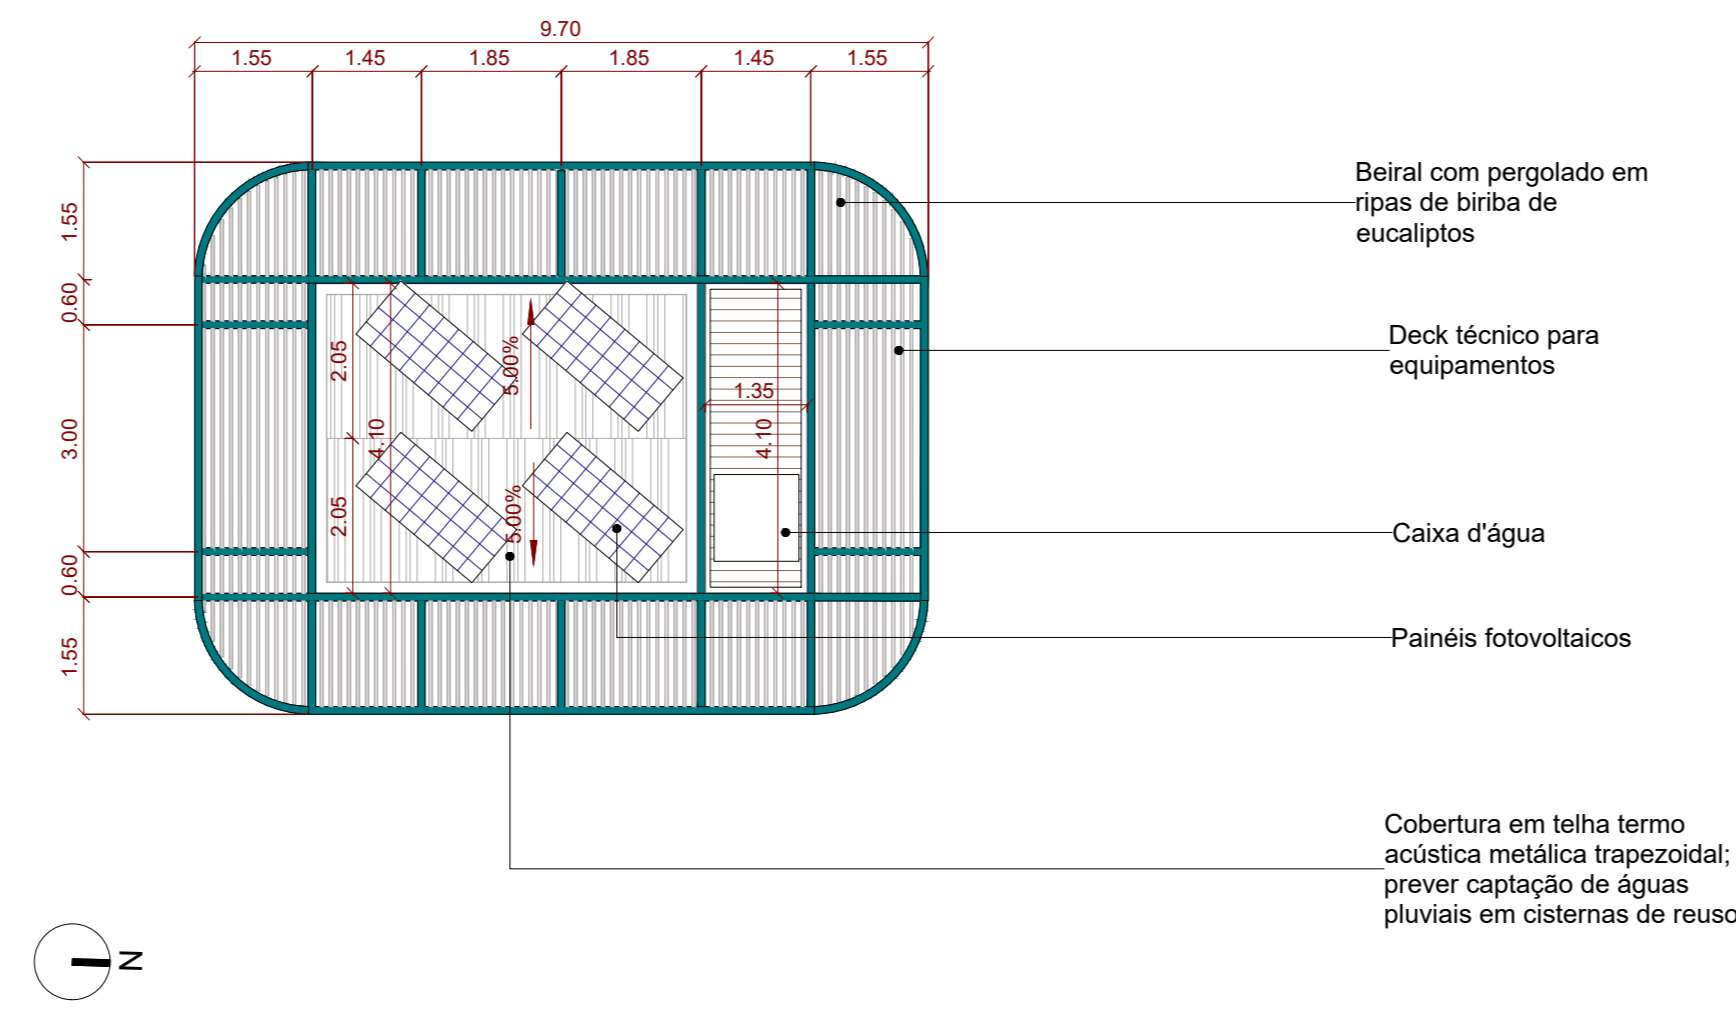 9.70
1.55
1.45
1.85
1.85
1.45
1.55
1.55
0.60
3.00
0.60
1.55
2.05
2.05
4.10
5.00%
5.00%
1.35
4.10
Beiral com pergolado em
ripas de biriba de
eucaliptos
Deck técnico para
equipamentos
Caixa d'água
Painéis fotovoltaicos
Cobertura em telha termo
acústica metálica trapezoidal;
prever captação de águas
pluviais em cisternas de reuso
N